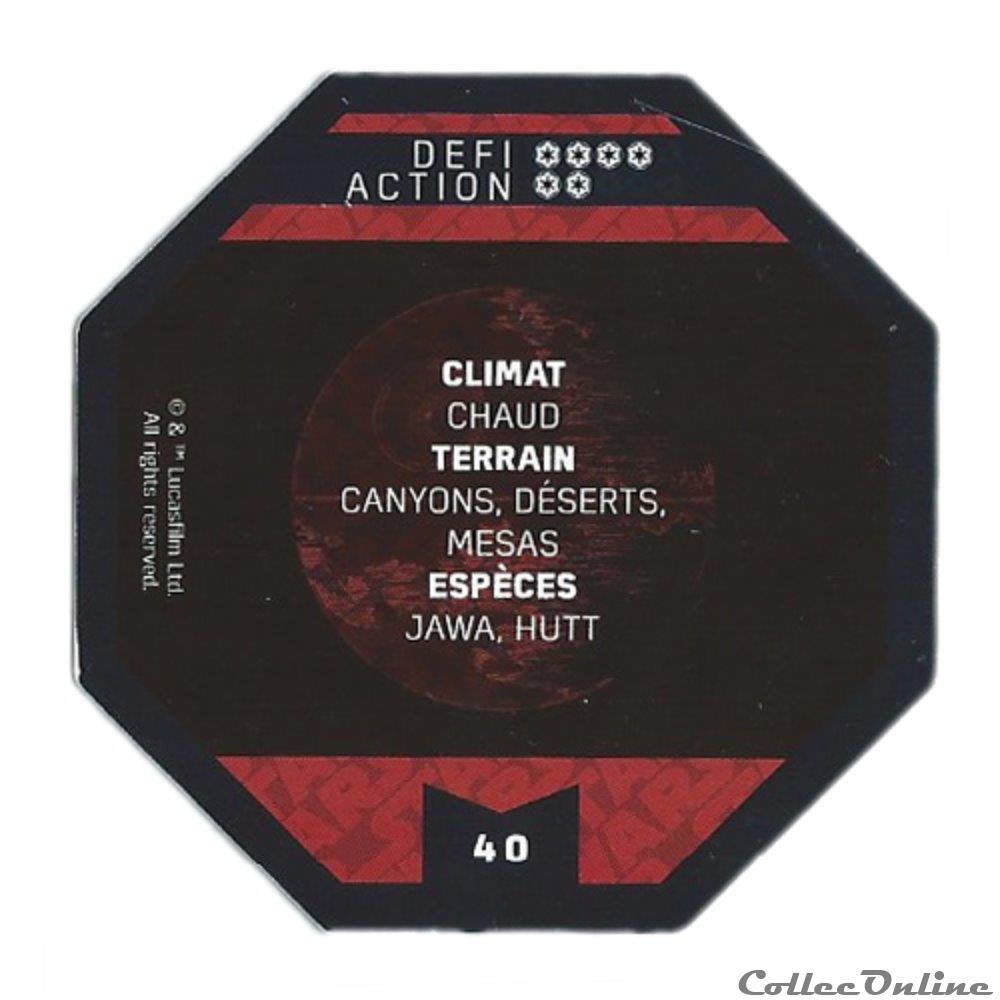 DEFI
ACTION
CLIMAT
CHAUD
TERRAIN
CANYONS, DÉSERTS,
MESAS
ESPÈCES
JAWA, HUTT
© & ™ Lucasfilm Ltd.
All rights reserved.
40
CollecOnline